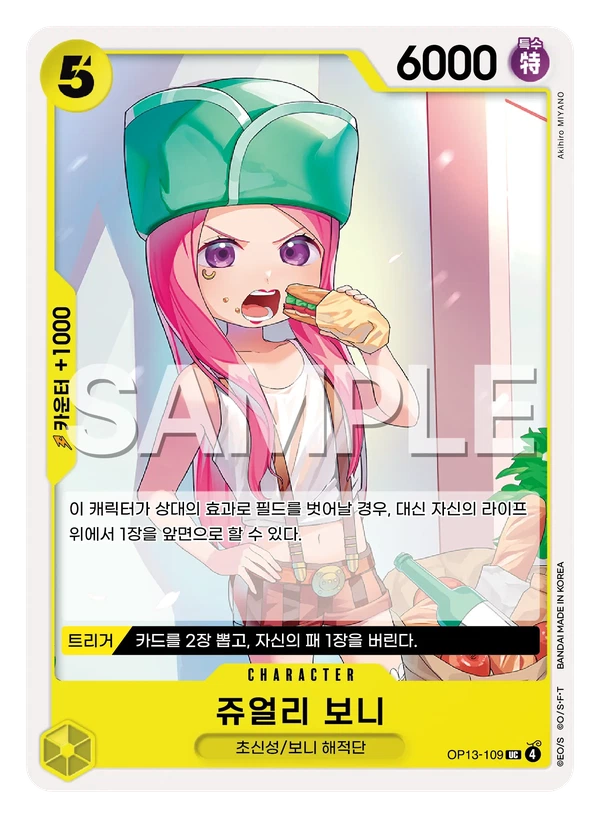 5
6000
특수
特
Akihiro MIYANO
카운터 +1000
SAMPLE
이 캐릭터가 상대의 효과로 필드를 벗어날 경우, 대신 자신의 라이프
위에서 1장을 앞면으로 할 수 있다.
트리거 카드를 2장 뽑고, 자신의 패 1장을 버린다.
CHARACTER
쥬얼리 보니
초신성/보니 해적단
OP13-109 UC 4
©E.O/S ©O/S·F·T BANDAI MADE IN KOREA